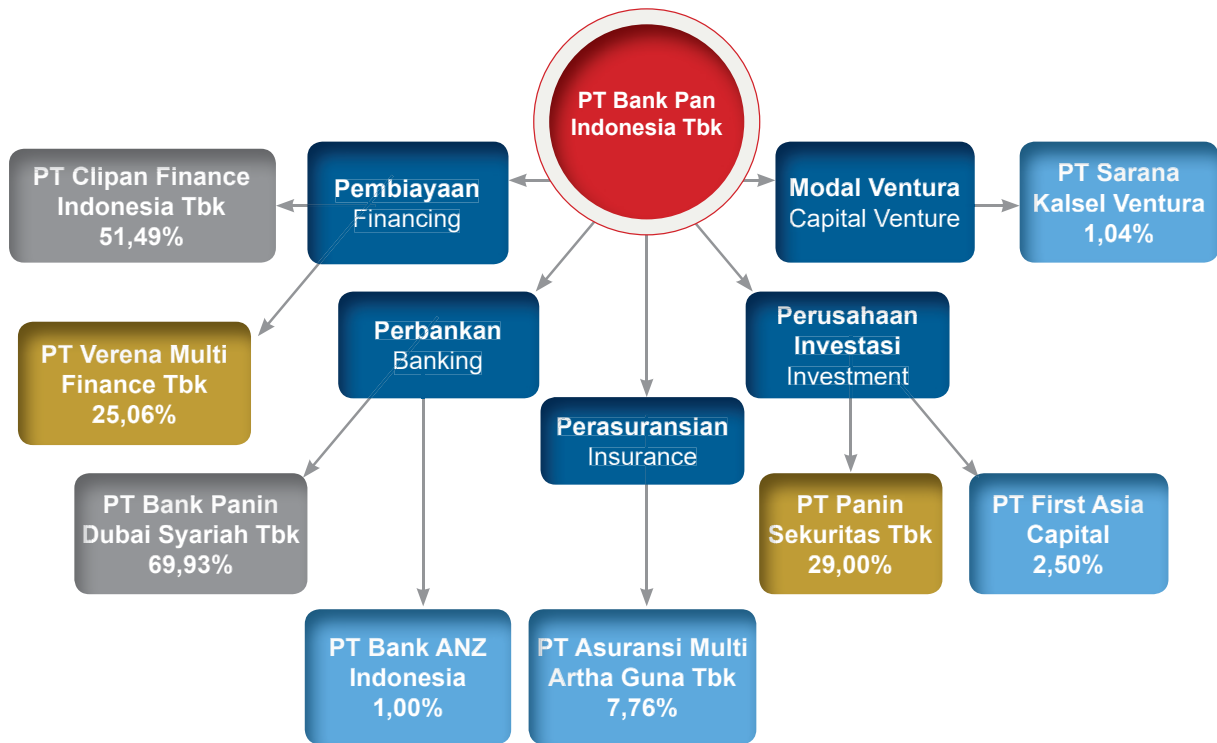 PT Bank Pan
Indonesia Tbk
PT Clipan Finance
Indonesia Tbk
51,49%
Pembiayaan
Financing
Modal Ventura
Capital Venture
PT Sarana
Kalsel Ventura
1,04%
PT Verena Multi
Finance Tbk
25,06%
Perbankan
Banking
Perusahaan
Investasi
Investment
Perasuransian
Insurance
PT Bank Panin
Dubai Syariah Tbk
69,93%
PT Panin
Sekuritas Tbk
29,00%
PT First Asia
Capital
2,50%
PT Bank ANZ
Indonesia
1,00%
PT Asuransi Multi
Artha Guna Tbk
7,76%